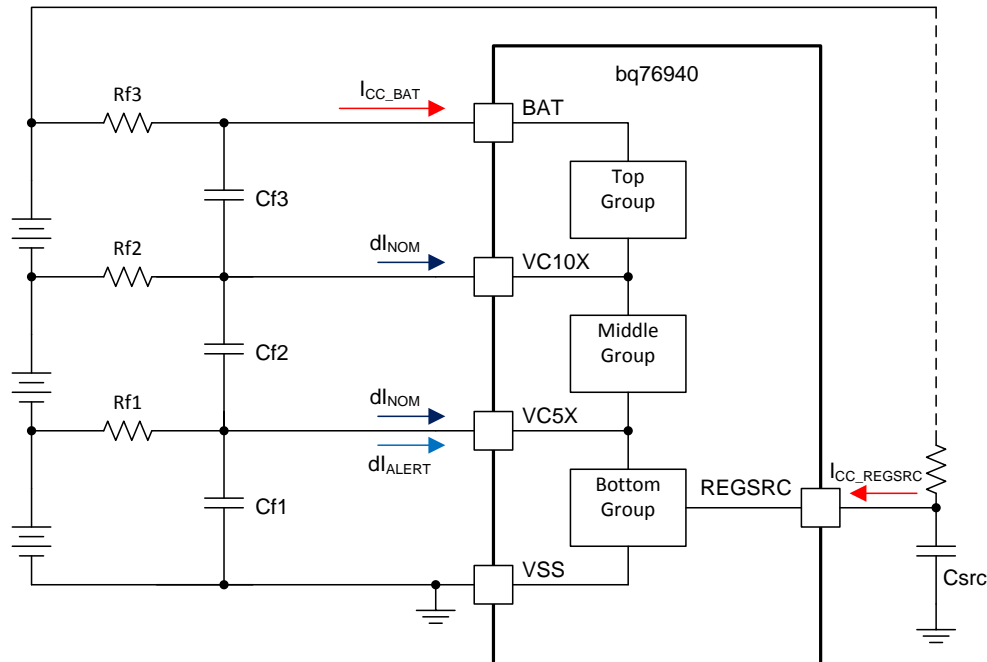 bq76940
Rf3
I_CC_BAT
BAT
Top
Group
Cf3
Rf2
dI_NOM
VC10X
Middle
Group
Cf2
Rf1
dI_NOM
VC5X
dI_ALERT
Bottom
Group
REGSRC
I_CC_REGSRC
Cf1
VSS
Csrc